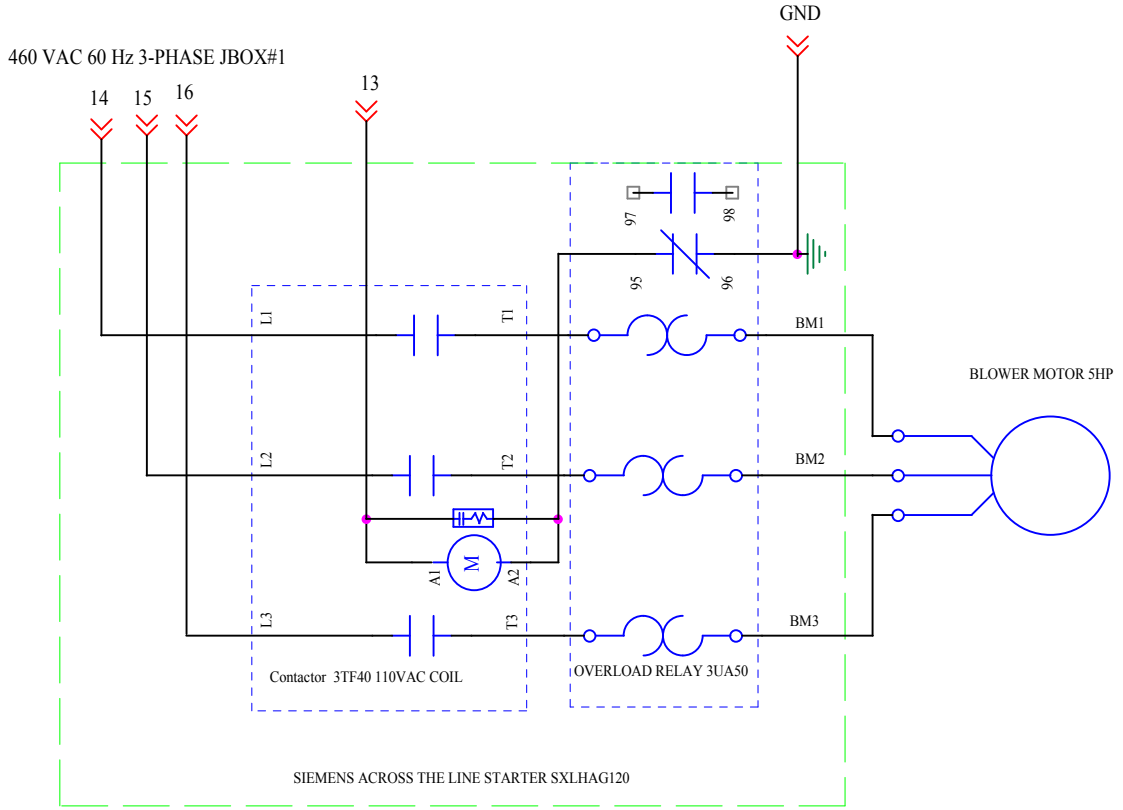 GND
460 VAC 60 Hz 3-PHASE JBOX#1
14
15
16
13
97
98
95
96
L1
T1
BM1
BLOWER MOTOR 5HP
L2
T2
BM2
A1
M
A2
L3
T3
BM3
Contactor 3TF40 110VAC COIL
OVERLOAD RELAY 3UA50
SIEMENS ACROSS THE LINE STARTER SXLHAG120